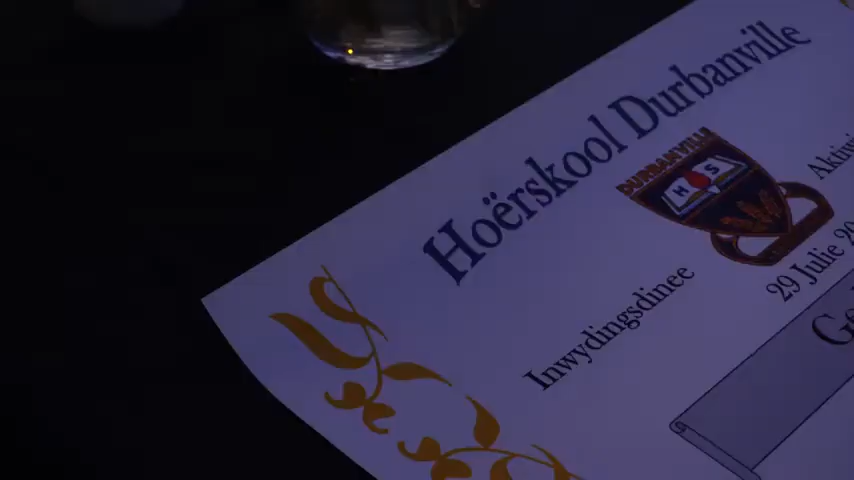 Hoërskool Durbanville
DURBANVILLE
H S
Inwydingsdinee
29 Julie